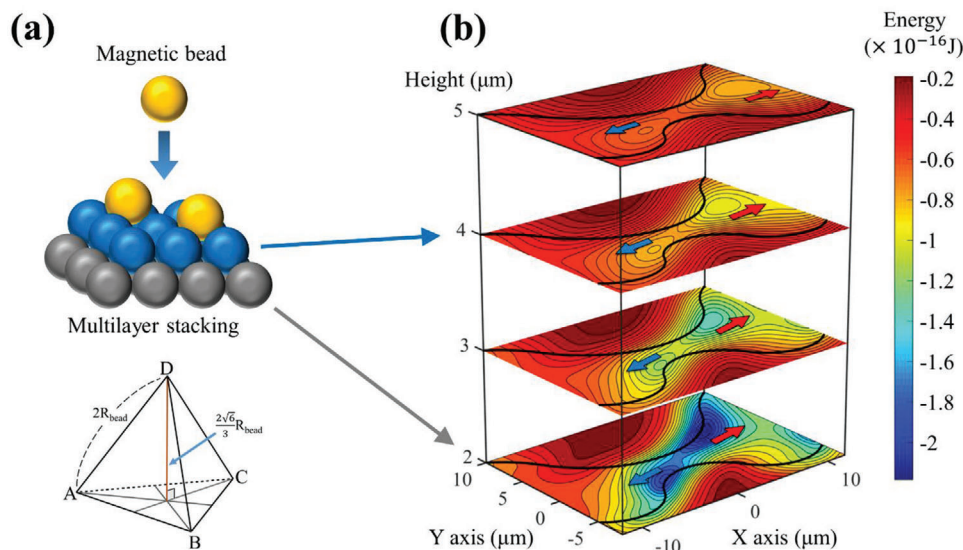 (a)
Magnetic bead
Multilayer stacking
D
2R_bead
2√6/3 R_bead
A
C
B
(b)
Height (μm)
5
4
3
2
10
5
0
-5
Y axis (μm)
-10
0
10
X axis (μm)
Energy
(× 10⁻¹⁶J)
-0.2
-0.4
-0.6
-0.8
-1
-1.2
-1.4
-1.6
-1.8
-2